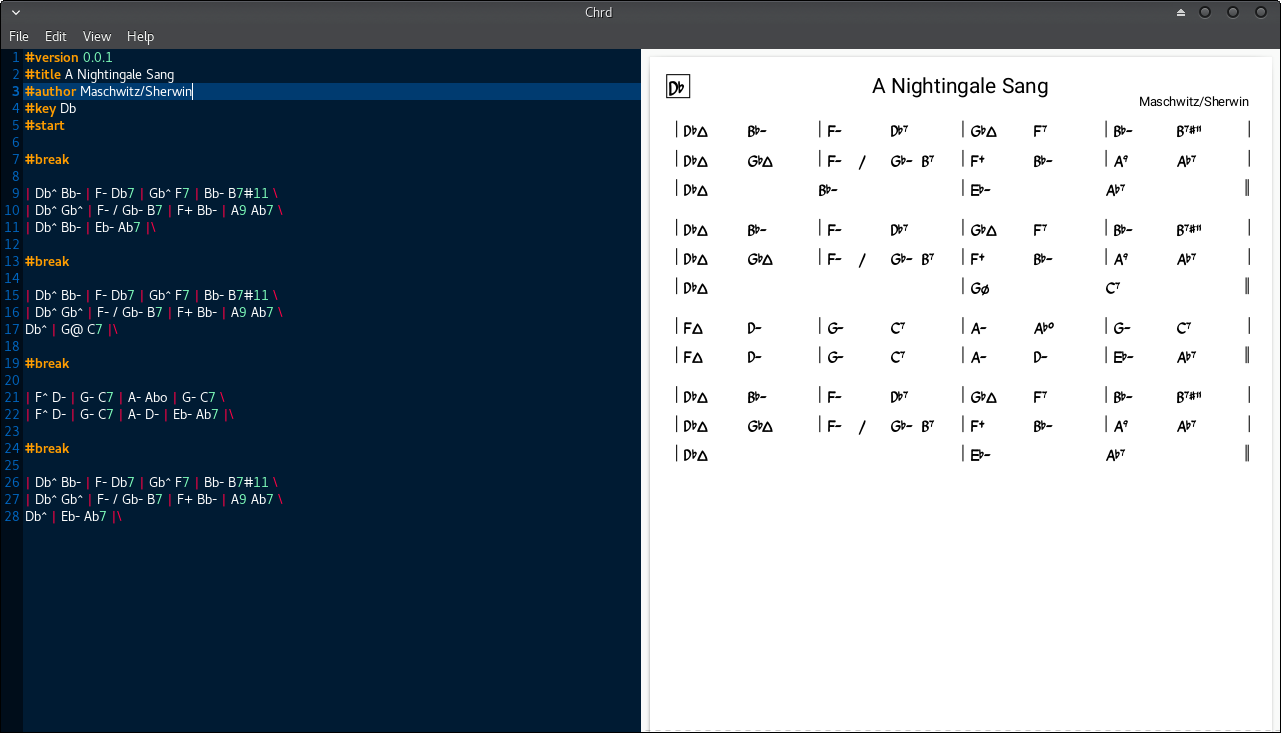 Chrd
File Edit View Help
1 #version 0.0.1
2 #title A Nightingale Sang
3 #author Maschwitz/Sherwin
4 #key Db
5 #start
6
7 #break
8
9 | Db^ Bb- | F- Db7 | Gb^ F7 | Bb- B7#11 \
10 | Db^ Gb^ | F- / Gb- B7 | F+ Bb- | A9 Ab7 \
11 | Db^ Bb- | Eb- Ab7 |\
12
13 #break
14
15 | Db^ Bb- | F- Db7 | Gb^ F7 | Bb- B7#11 \
16 | Db^ Gb^ | F- / Gb- B7 | F+ Bb- | A9 Ab7 \
17 Db^ | G@ C7 |\
18
19 #break
20
21 | F^ D- | G- C7 | A- Abo | G- C7 \
22 | F^ D- | G- C7 | A- D- | Eb- Ab7 |\
23
24 #break
25
26 | Db^ Bb- | F- Db7 | Gb^ F7 | Bb- B7#11 \
27 | Db^ Gb^ | F- / Gb- B7 | F+ Bb- | A9 Ab7 \
28 Db^ | Eb- Ab7 |\
D♭
A Nightingale Sang
Maschwitz/Sherwin
| D♭△ B♭- | F- D♭7 | G♭△ F7 | B♭- B7#11 |
| D♭△ G♭△ | F- / G♭- B7 | F+ B♭- | A9 A♭7 |
| D♭△ B♭- | E♭- A♭7 ||
| D♭△ B♭- | F- D♭7 | G♭△ F7 | B♭- B7#11 |
| D♭△ G♭△ | F- / G♭- B7 | F+ B♭- | A9 A♭7 |
| D♭△ | Gø C7 ||
| F△ D- | G- C7 | A- A♭o | G- C7 |
| F△ D- | G- C7 | A- D- | E♭- A♭7 ||
| D♭△ B♭- | F- D♭7 | G♭△ F7 | B♭- B7#11 |
| D♭△ G♭△ | F- / G♭- B7 | F+ B♭- | A9 A♭7 |
| D♭△ | E♭- A♭7 ||